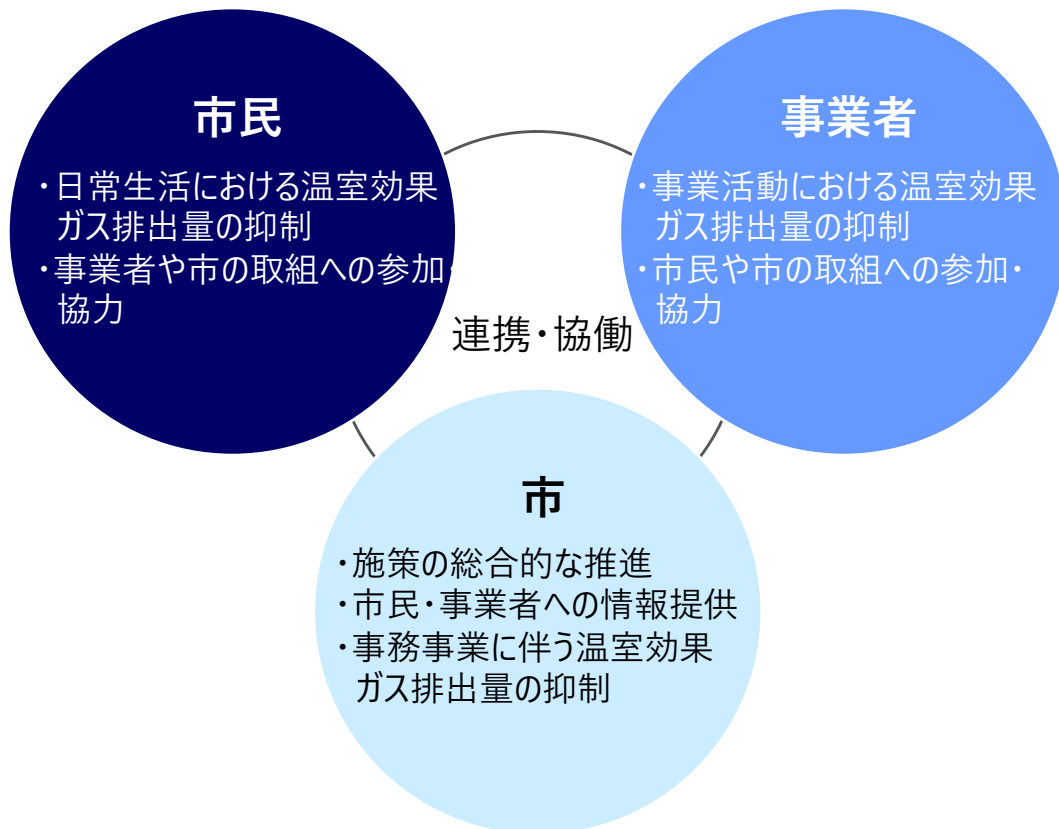 市民
・日常生活における温室効果
ガス排出量の抑制
・事業者や市の取組への参加・
協力
事業者
・事業活動における温室効果
ガス排出量の抑制
・市民や市の取組への参加・
協力
連携・協働
市
・施策の総合的な推進
・市民・事業者への情報提供
・事務事業に伴う温室効果
ガス排出量の抑制